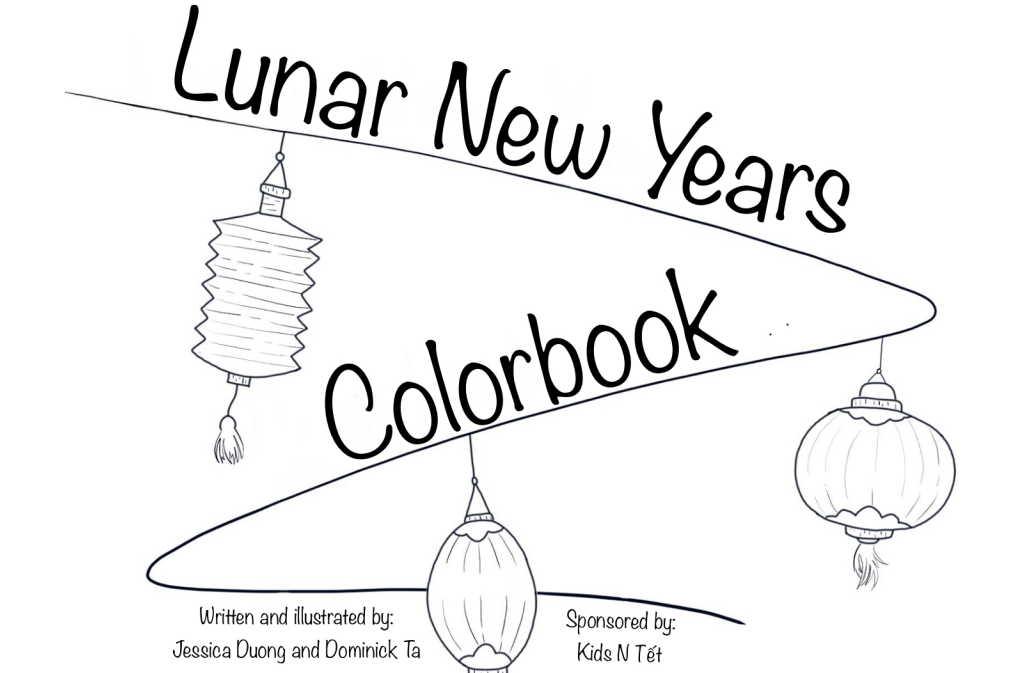 Lunar New Years
Colorbook
Written and illustrated by:
Jessica Duong and Dominick Ta
Sponsored by:
Kids N Tết